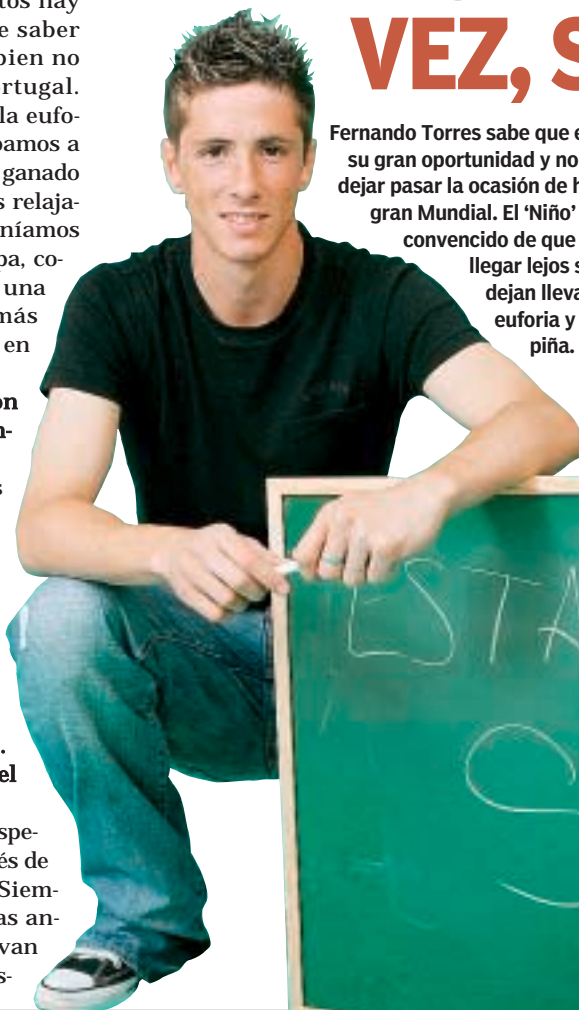 tos hay
e saber
bien no
rtugal.
la eufo-
bamos a
ganado
s relaja-
níamos
pa, co-
una
más
en
on
n-
s
.
el
spe-
és de
Siem-
as an-
van
s-
VEZ, S
Fernando Torres sabe que e
su gran oportunidad y no
dejar pasar la ocasión de h
gran Mundial. El ‘Niño’
convencido de que
llegar lejos s
dejan lleva
euforia y
piña.
ESTA
S